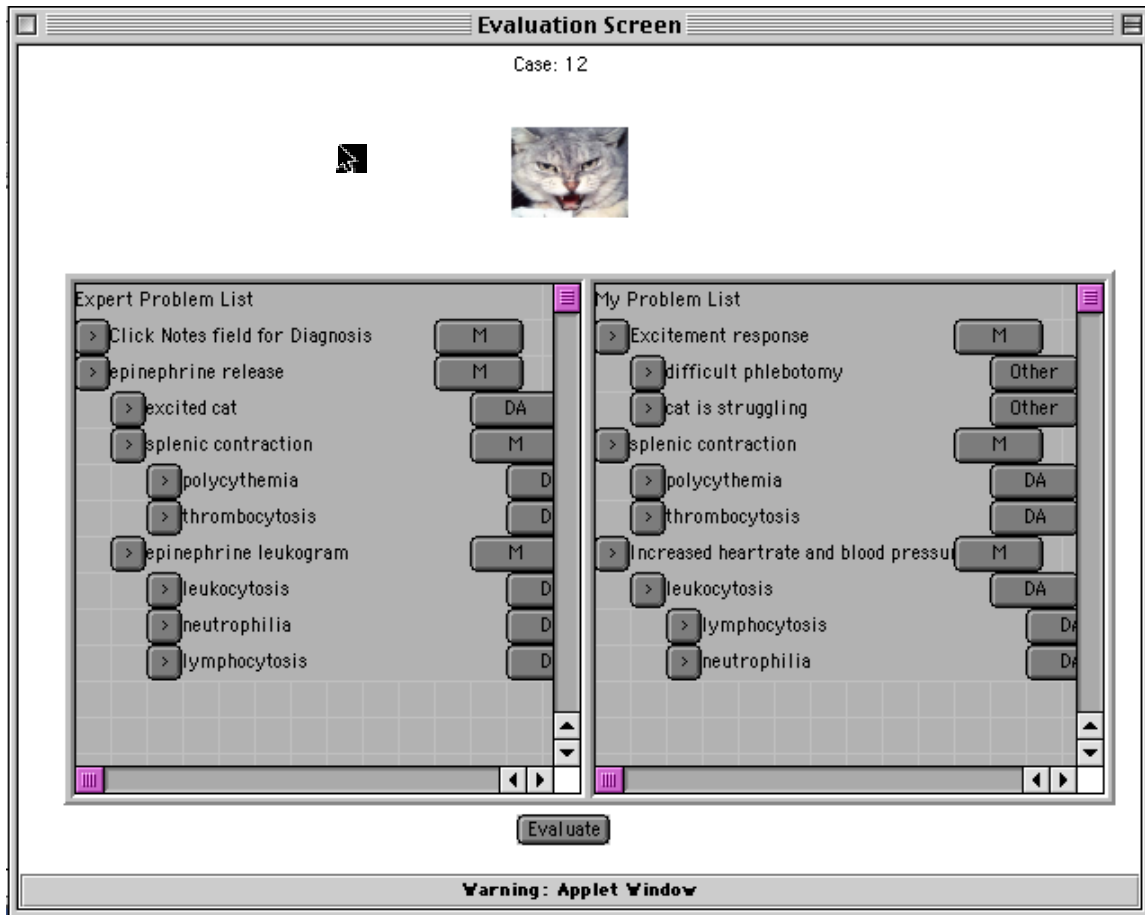 Evaluation Screen
Case: 12
Expert Problem List
> Click Notes field for Diagnosis M
> epinephrine release M
> excited cat DA
> splenic contraction M
> polycythemia D
> thrombocytosis D
> epinephrine leukogram M
> leukocytosis D
> neutrophilia D
> lymphocytosis D
My Problem List
> Excitement response M
> difficult phlebotomy Other
> cat is struggling Other
> splenic contraction M
> polycythemia DA
> thrombocytosis DA
> Increased heartrate and blood pressu M
> leukocytosis DA
> lymphocytosis DA
> neutrophilia DA
Evaluate
Warning: Applet Window